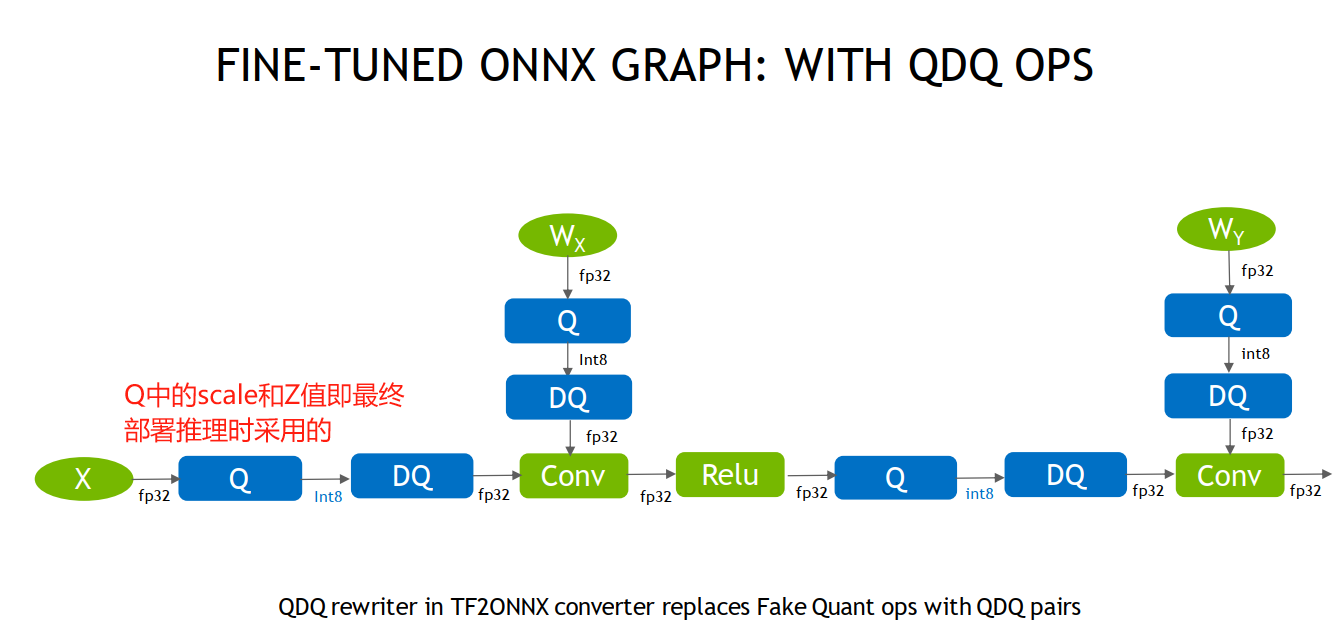 FINE-TUNED ONNX GRAPH: WITH QDQ OPS
WX
fp32
Q
Int8
DQ
fp32
WY
fp32
Q
int8
DQ
fp32
Q中的scale和Z值即最终
部署推理时采用的
X
fp32
Q
Int8
DQ
fp32
Conv
fp32
Relu
fp32
Q
int8
DQ
fp32
Conv
fp32
QDQ rewriter in TF2ONNX converter replaces Fake Quant ops with QDQ pairs